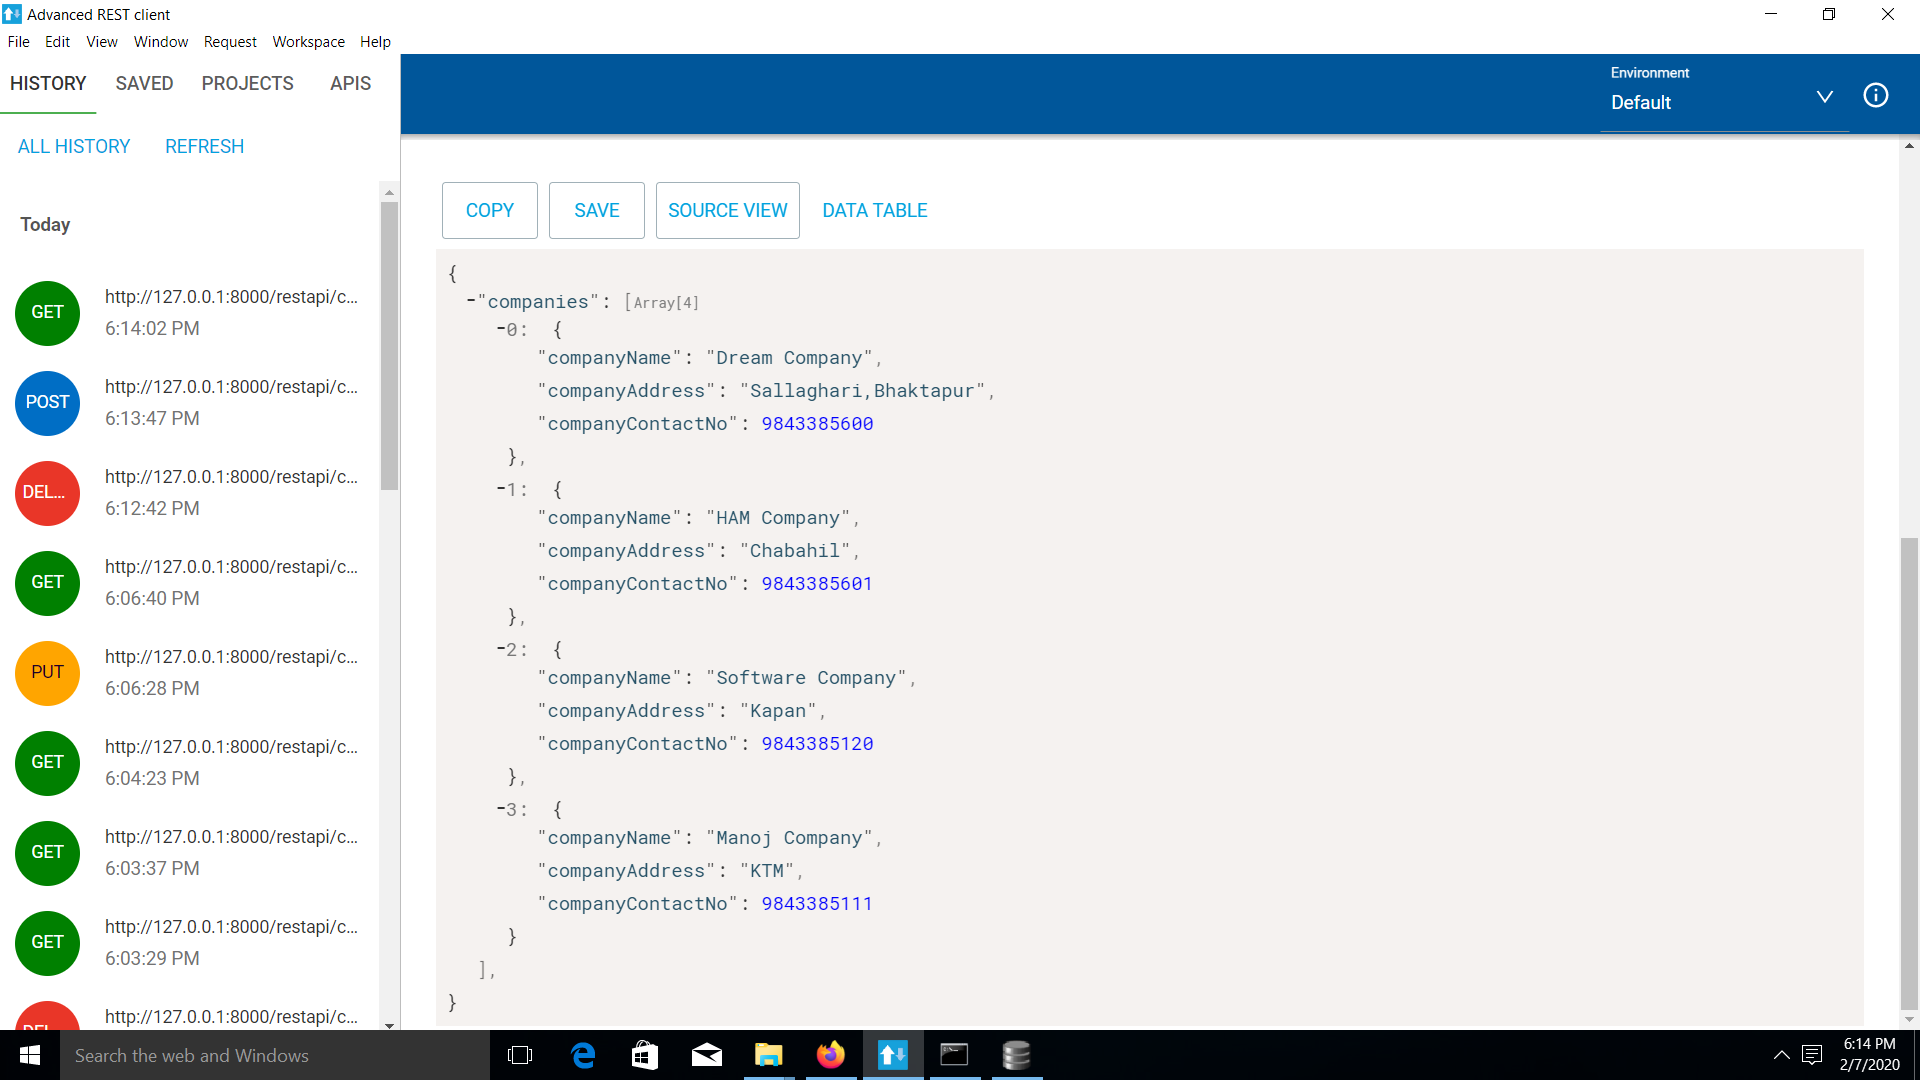 Advanced REST client
File Edit View Window Request Workspace Help
HISTORY SAVED PROJECTS APIS
Environment
Default
ALL HISTORY REFRESH
Today
GET http://127.0.0.1:8000/restapi/c...
6:14:02 PM
POST http://127.0.0.1:8000/restapi/c...
6:13:47 PM
DEL... http://127.0.0.1:8000/restapi/c...
6:12:42 PM
GET http://127.0.0.1:8000/restapi/c...
6:06:40 PM
PUT http://127.0.0.1:8000/restapi/c...
6:06:28 PM
GET http://127.0.0.1:8000/restapi/c...
6:04:23 PM
GET http://127.0.0.1:8000/restapi/c...
6:03:37 PM
GET http://127.0.0.1:8000/restapi/c...
6:03:29 PM
DEL... http://127.0.0.1:8000/restapi/c...
COPY SAVE SOURCE VIEW DATA TABLE
{
-"companies": [Array[4]
-0: {
"companyName": "Dream Company",
"companyAddress": "Sallaghari,Bhaktapur",
"companyContactNo": 9843385600
},
-1: {
"companyName": "HAM Company",
"companyAddress": "Chabahil",
"companyContactNo": 9843385601
},
-2: {
"companyName": "Software Company",
"companyAddress": "Kapan",
"companyContactNo": 9843385120
},
-3: {
"companyName": "Manoj Company",
"companyAddress": "KTM",
"companyContactNo": 9843385111
}
],
}
Search the web and Windows
6:14 PM
2/7/2020